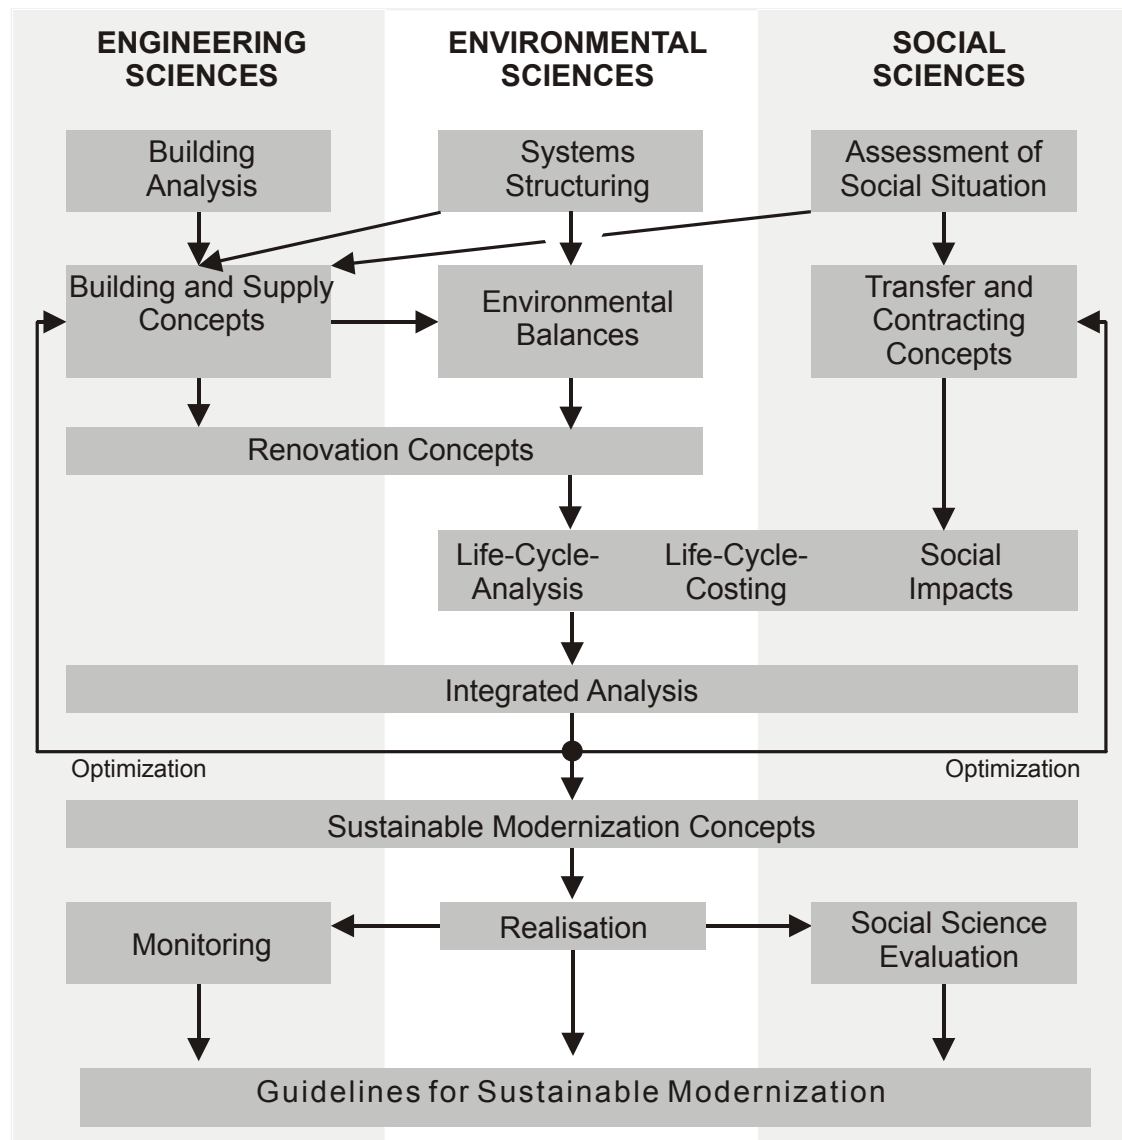 ENGINEERING
SCIENCES
ENVIRONMENTAL
SCIENCES
SOCIAL
SCIENCES
Building
Analysis
Systems
Structuring
Assessment of
Social Situation
Building and Supply
Concepts
Environmental
Balances
Transfer and
Contracting
Concepts
Renovation Concepts
Life-Cycle-
Analysis
Life-Cycle-
Costing
Social
Impacts
Integrated Analysis
Optimization
Optimization
Sustainable Modernization Concepts
Monitoring
Realisation
Social Science
Evaluation
Guidelines for Sustainable Modernization